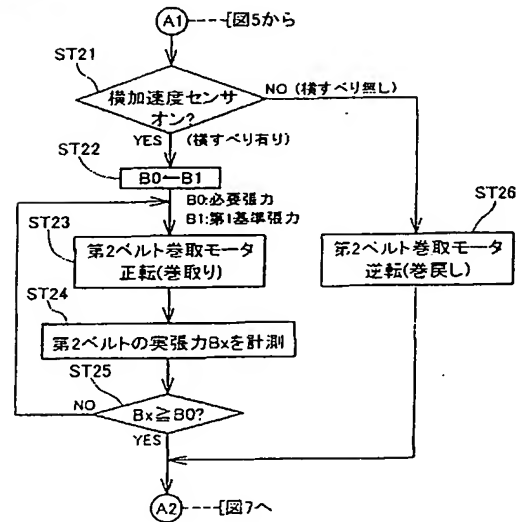 A1 ----{図5から
ST21
横加速度センサ
オン?
NO (横すべり無し)
YES (横すべり有り)
ST22
B0←B1
B0:必要張力
B1:第1基準張力
ST23
第2ベルト巻取モータ
正転(巻取り)
ST26
第2ベルト巻取モータ
逆転(巻戻し)
ST24
第2ベルトの実張力Bxを計測
ST25
Bx≧B0?
NO
YES
A2 ----{図7へ